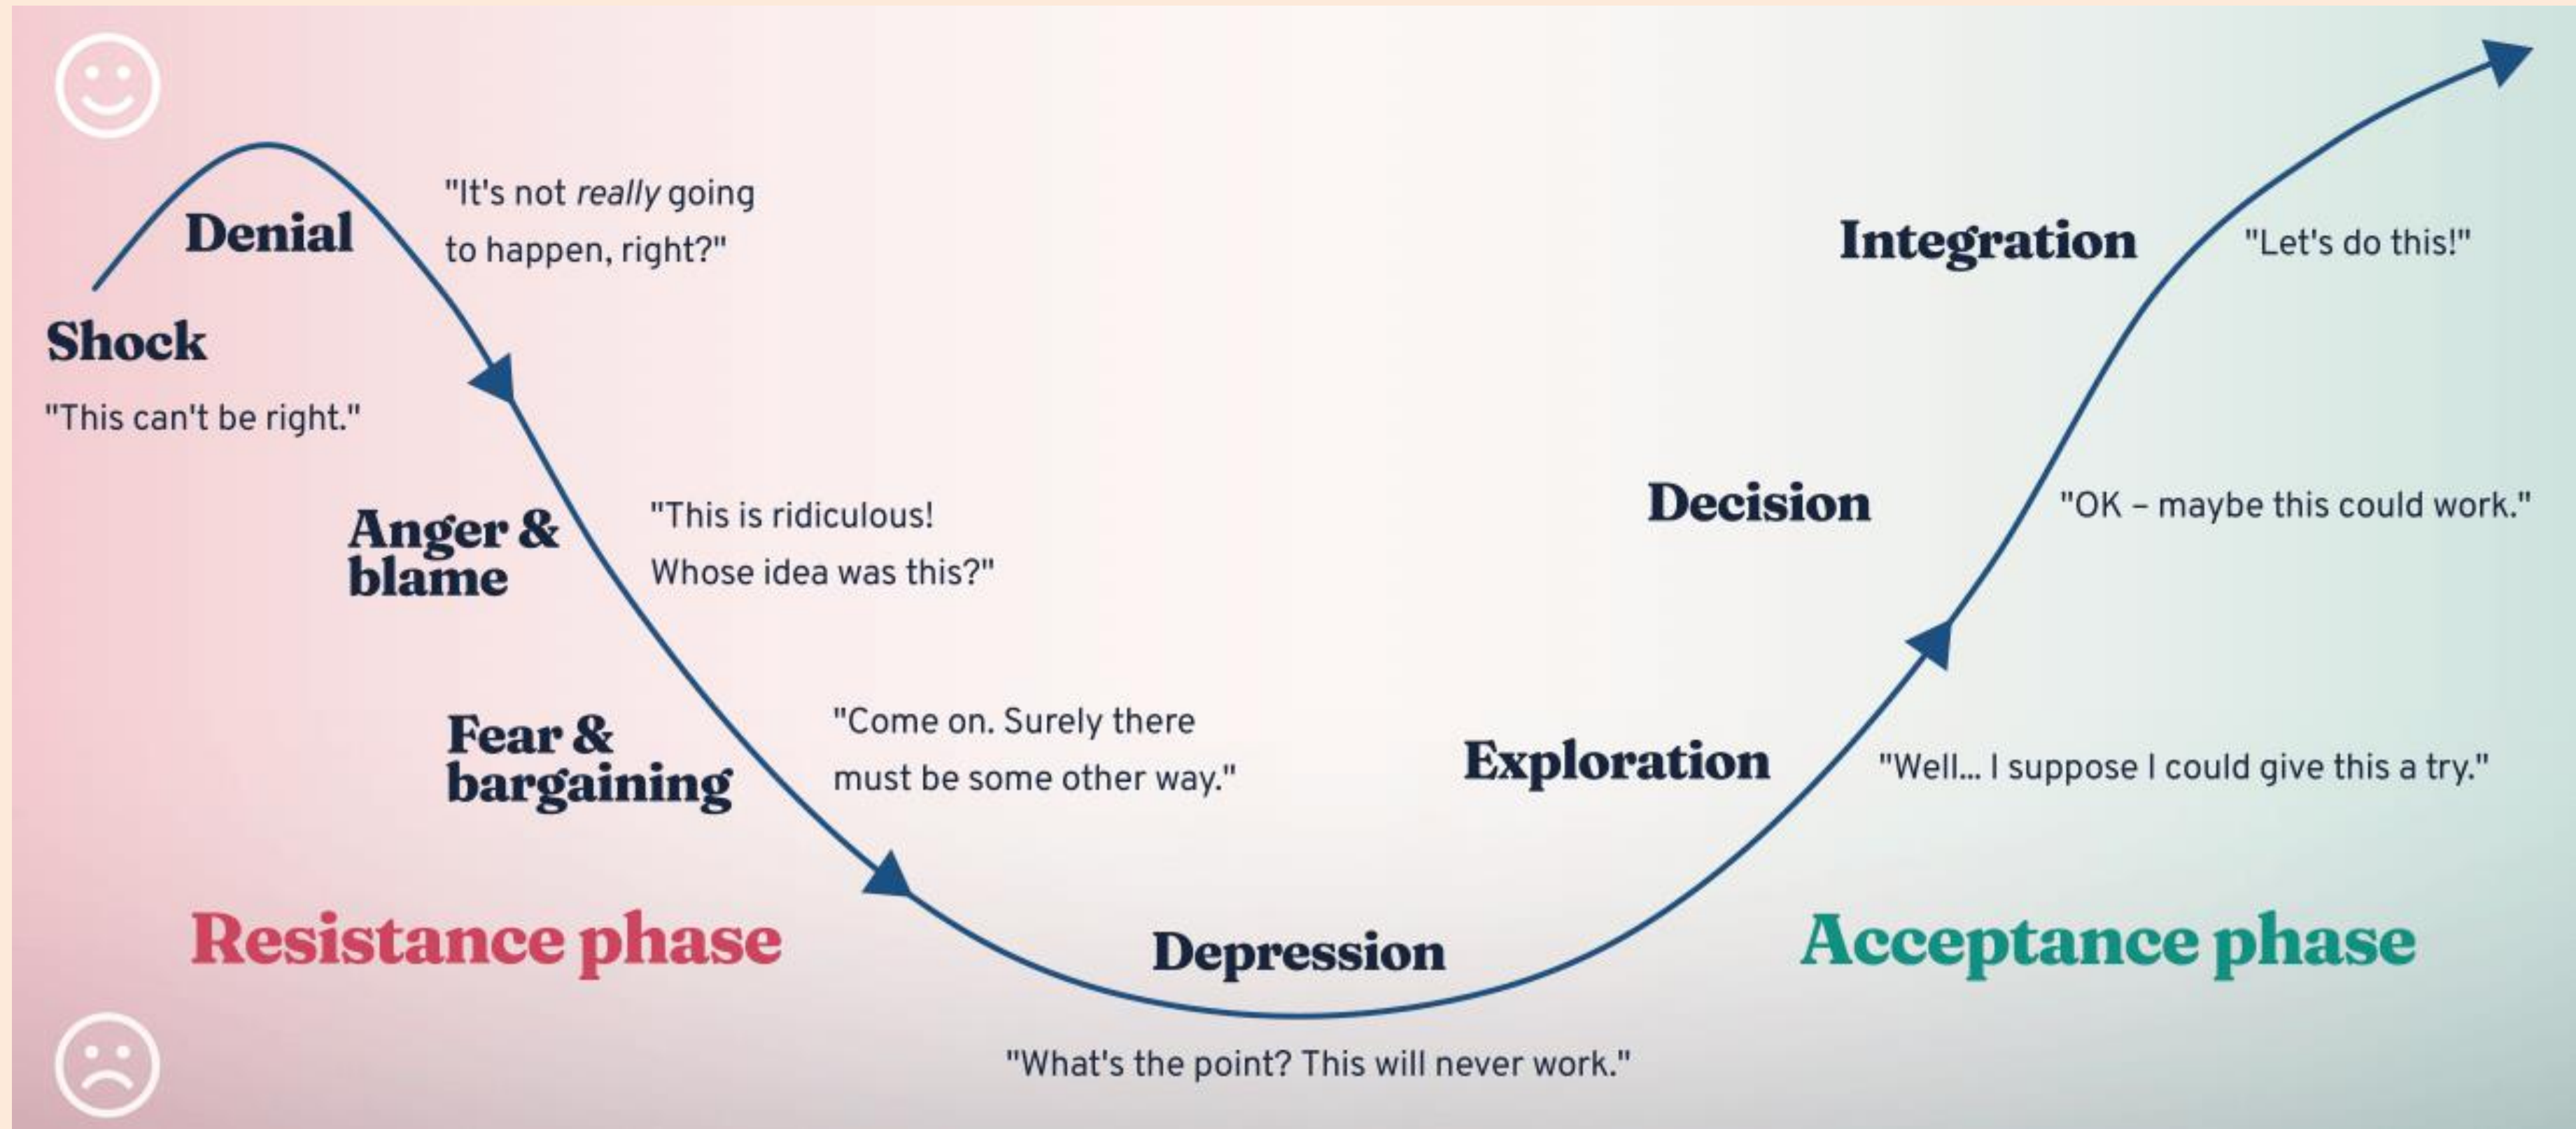 Denial
"It's not really going
to happen, right?"
Shock
"This can't be right."
Anger &
blame
"This is ridiculous!
Whose idea was this?"
Fear &
bargaining
"Come on. Surely there
must be some other way."
Resistance phase
Depression
"What's the point? This will never work."
Exploration
"Well... I suppose I could give this a try."
Decision
"OK – maybe this could work."
Integration
"Let's do this!"
Acceptance phase